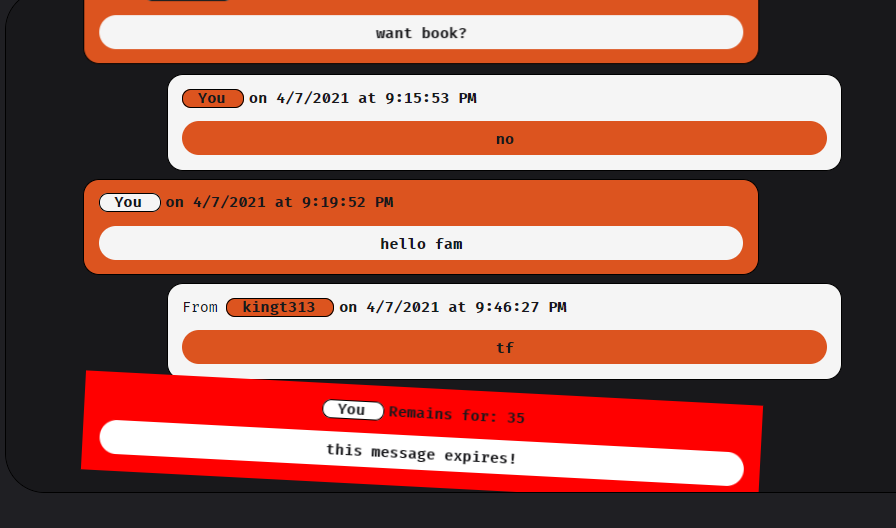 want book?
You on 4/7/2021 at 9:15:53 PM
no
You on 4/7/2021 at 9:19:52 PM
hello fam
From kingt313 on 4/7/2021 at 9:46:27 PM
tf
You Remains for: 35
this message expires!